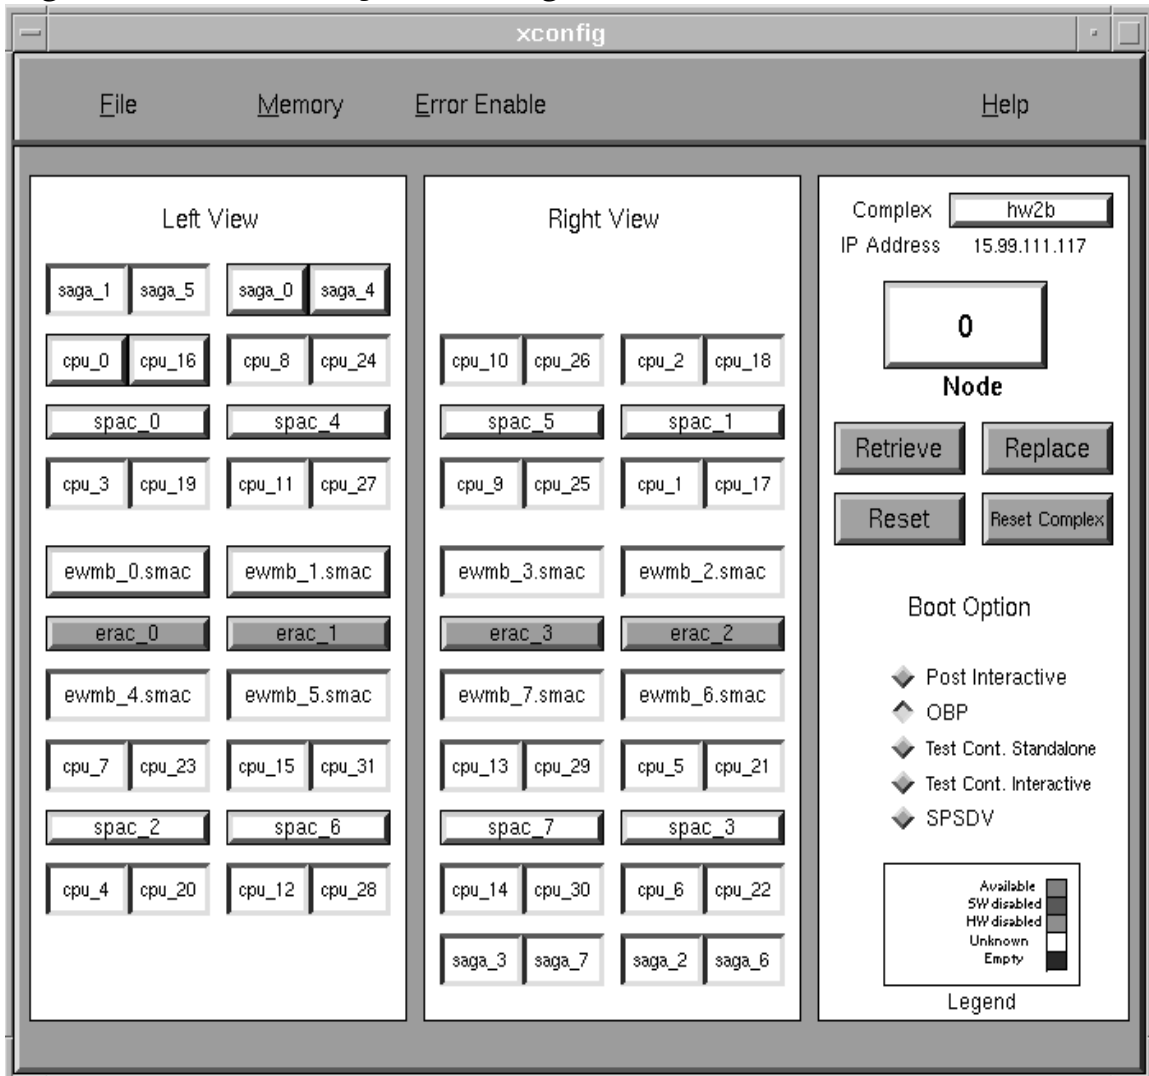 xconfig
File Memory Error Enable Help
Left View
saga_1 saga_5 saga_0 saga_4
cpu_0 cpu_16 cpu_8 cpu_24
spac_0 spac_4
cpu_3 cpu_19 cpu_11 cpu_27
ewmb_0.smac ewmb_1.smac
erac_0 erac_1
ewmb_4.smac ewmb_5.smac
cpu_7 cpu_23 cpu_15 cpu_31
spac_2 spac_6
cpu_4 cpu_20 cpu_12 cpu_28
Right View
cpu_10 cpu_26 cpu_2 cpu_18
spac_5 spac_1
cpu_9 cpu_25 cpu_1 cpu_17
ewmb_3.smac ewmb_2.smac
erac_3 erac_2
ewmb_7.smac ewmb_6.smac
cpu_13 cpu_29 cpu_5 cpu_21
spac_7 spac_3
cpu_14 cpu_30 cpu_6 cpu_22
saga_3 saga_7 saga_2 saga_6
Complex hw2b
IP Address 15.99.111.117
0
Node
Retrieve Replace
Reset Reset Complex
Boot Option
Post Interactive
OBP
Test Cont. Standalone
Test Cont. Interactive
SPSDV
Available
SW disabled
HW disabled
Unknown
Empty
Legend